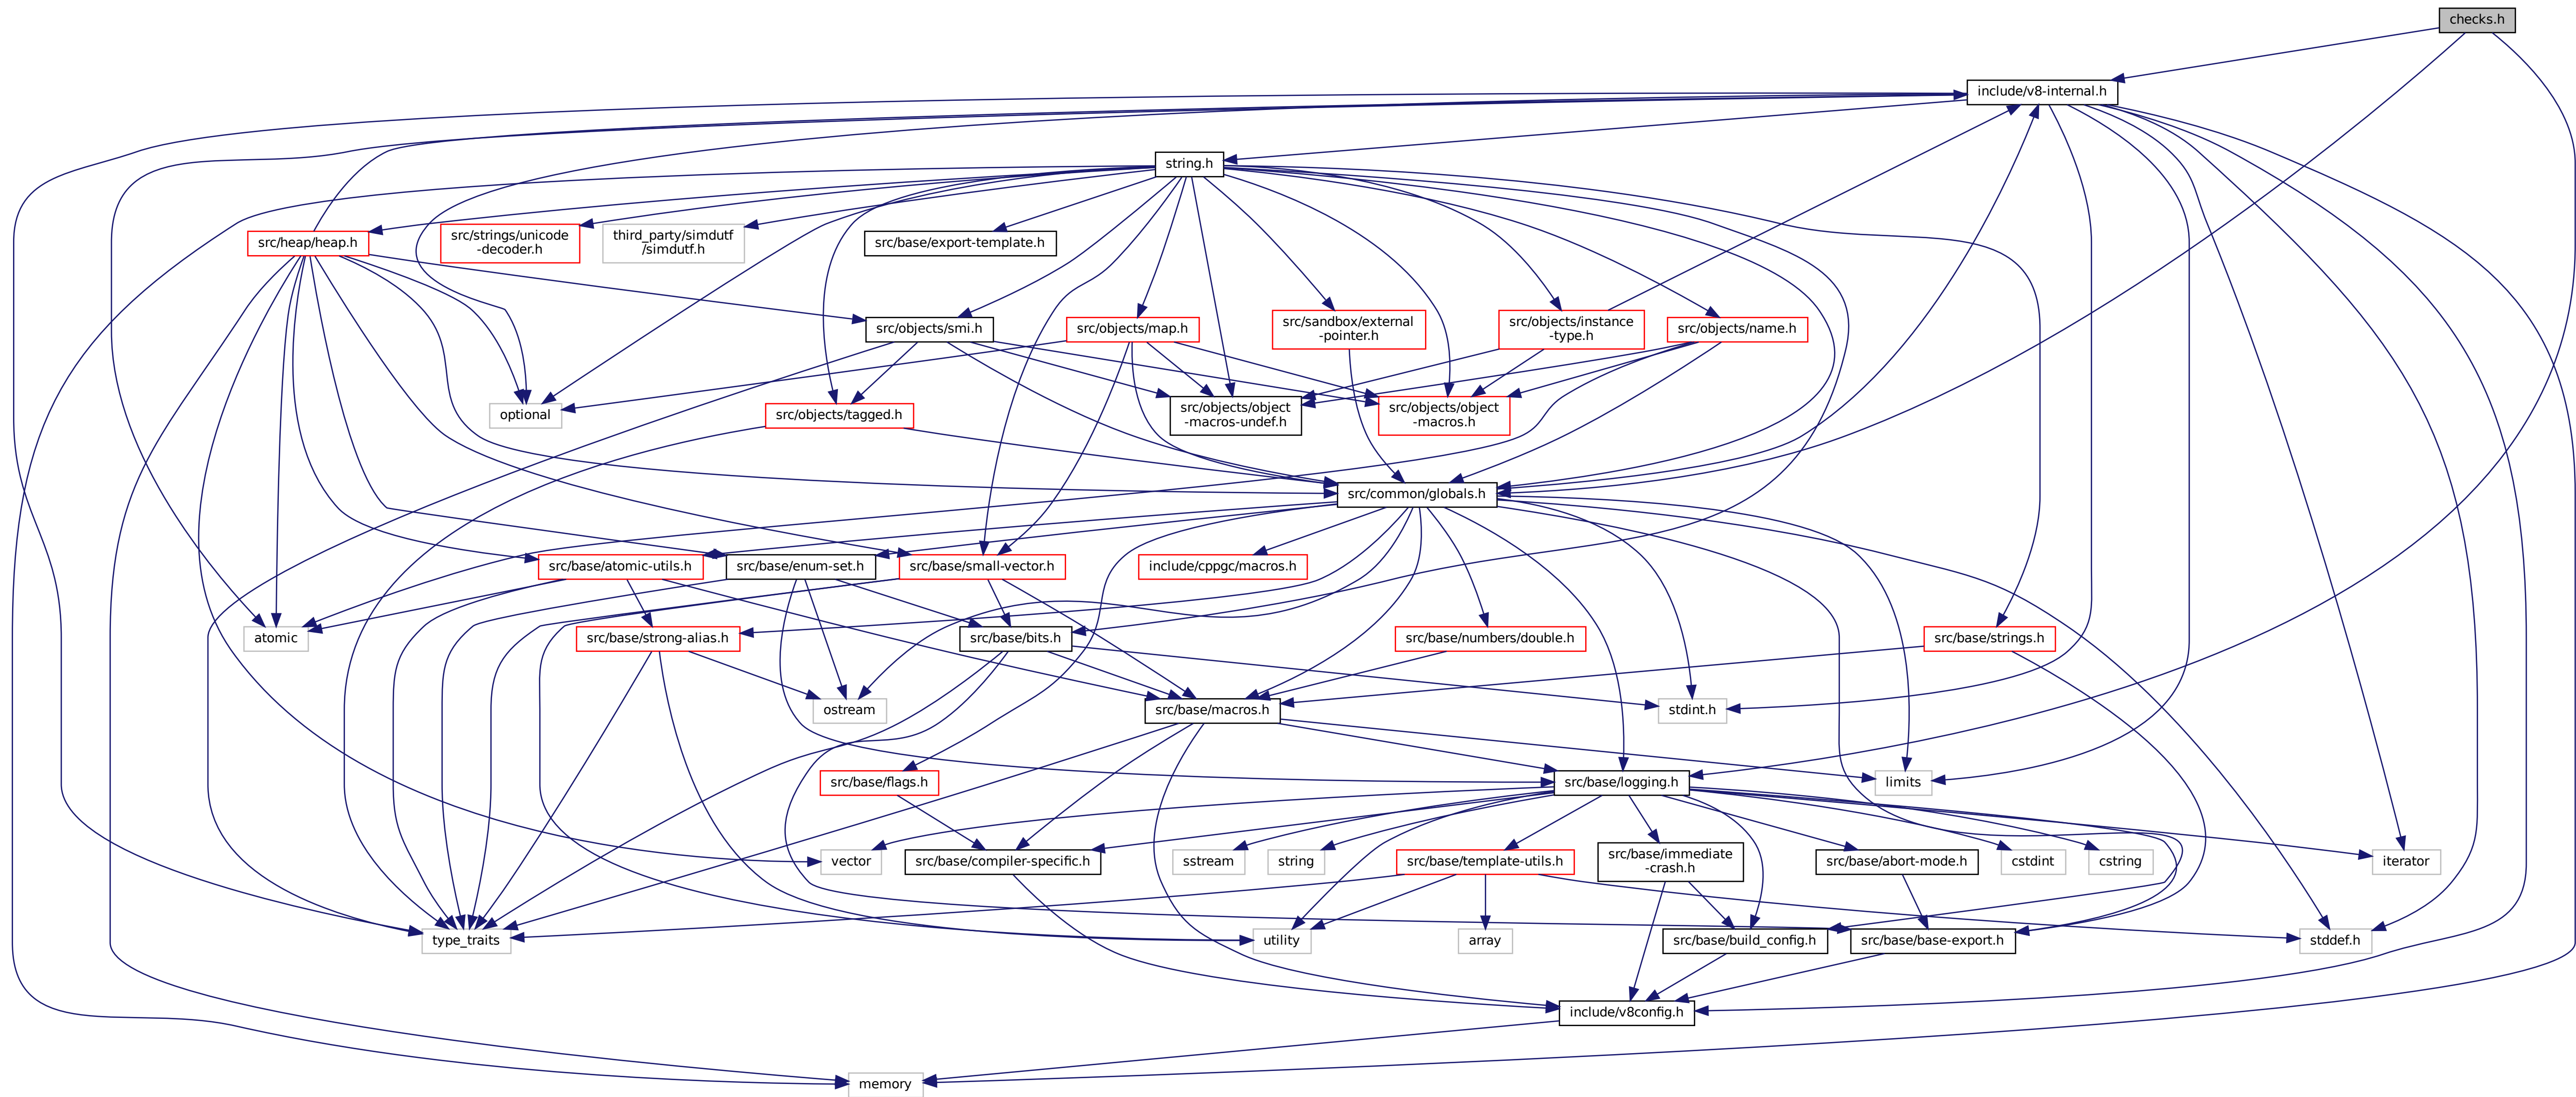 checks.h
include/v8-internal.h
string.h
src/heap/heap.h
src/strings/unicode
-decoder.h
third_party/simdutf
/simdutf.h
src/base/export-template.h
src/objects/smi.h
src/objects/map.h
src/sandbox/external
-pointer.h
src/objects/instance
-type.h
src/objects/name.h
optional
src/objects/tagged.h
src/objects/object
-macros-undef.h
src/objects/object
-macros.h
src/common/globals.h
src/base/atomic-utils.h
src/base/enum-set.h
src/base/small-vector.h
include/cppgc/macros.h
atomic
src/base/strong-alias.h
src/base/bits.h
src/base/numbers/double.h
src/base/strings.h
ostream
src/base/macros.h
stdint.h
src/base/flags.h
src/base/logging.h
limits
vector
src/base/compiler-specific.h
sstream
string
src/base/template-utils.h
src/base/immediate
-crash.h
src/base/abort-mode.h
cstdint
cstring
iterator
type_traits
utility
array
src/base/build_config.h
src/base/base-export.h
stddef.h
include/v8config.h
memory